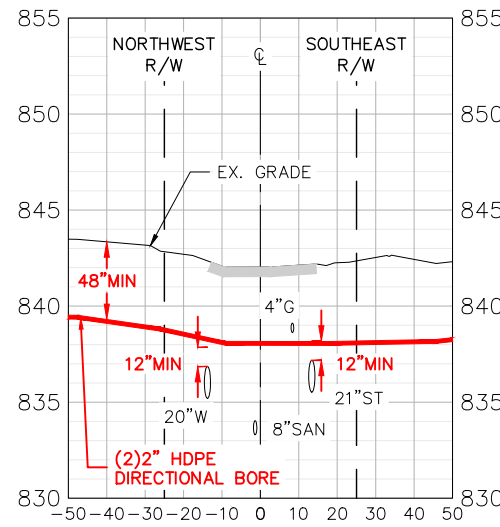 855 855
NORTHWEST
R/W
℄
SOUTHEAST
R/W
850 850
EX. GRADE
845 845
48"MIN
4"G
840 840
12"MIN 12"MIN
20"W
21"ST
835 835
8"SAN
(2)2" HDPE
DIRECTIONAL BORE
830 830
-50 -40 -30 -20 -10 0 10 20 30 40 50